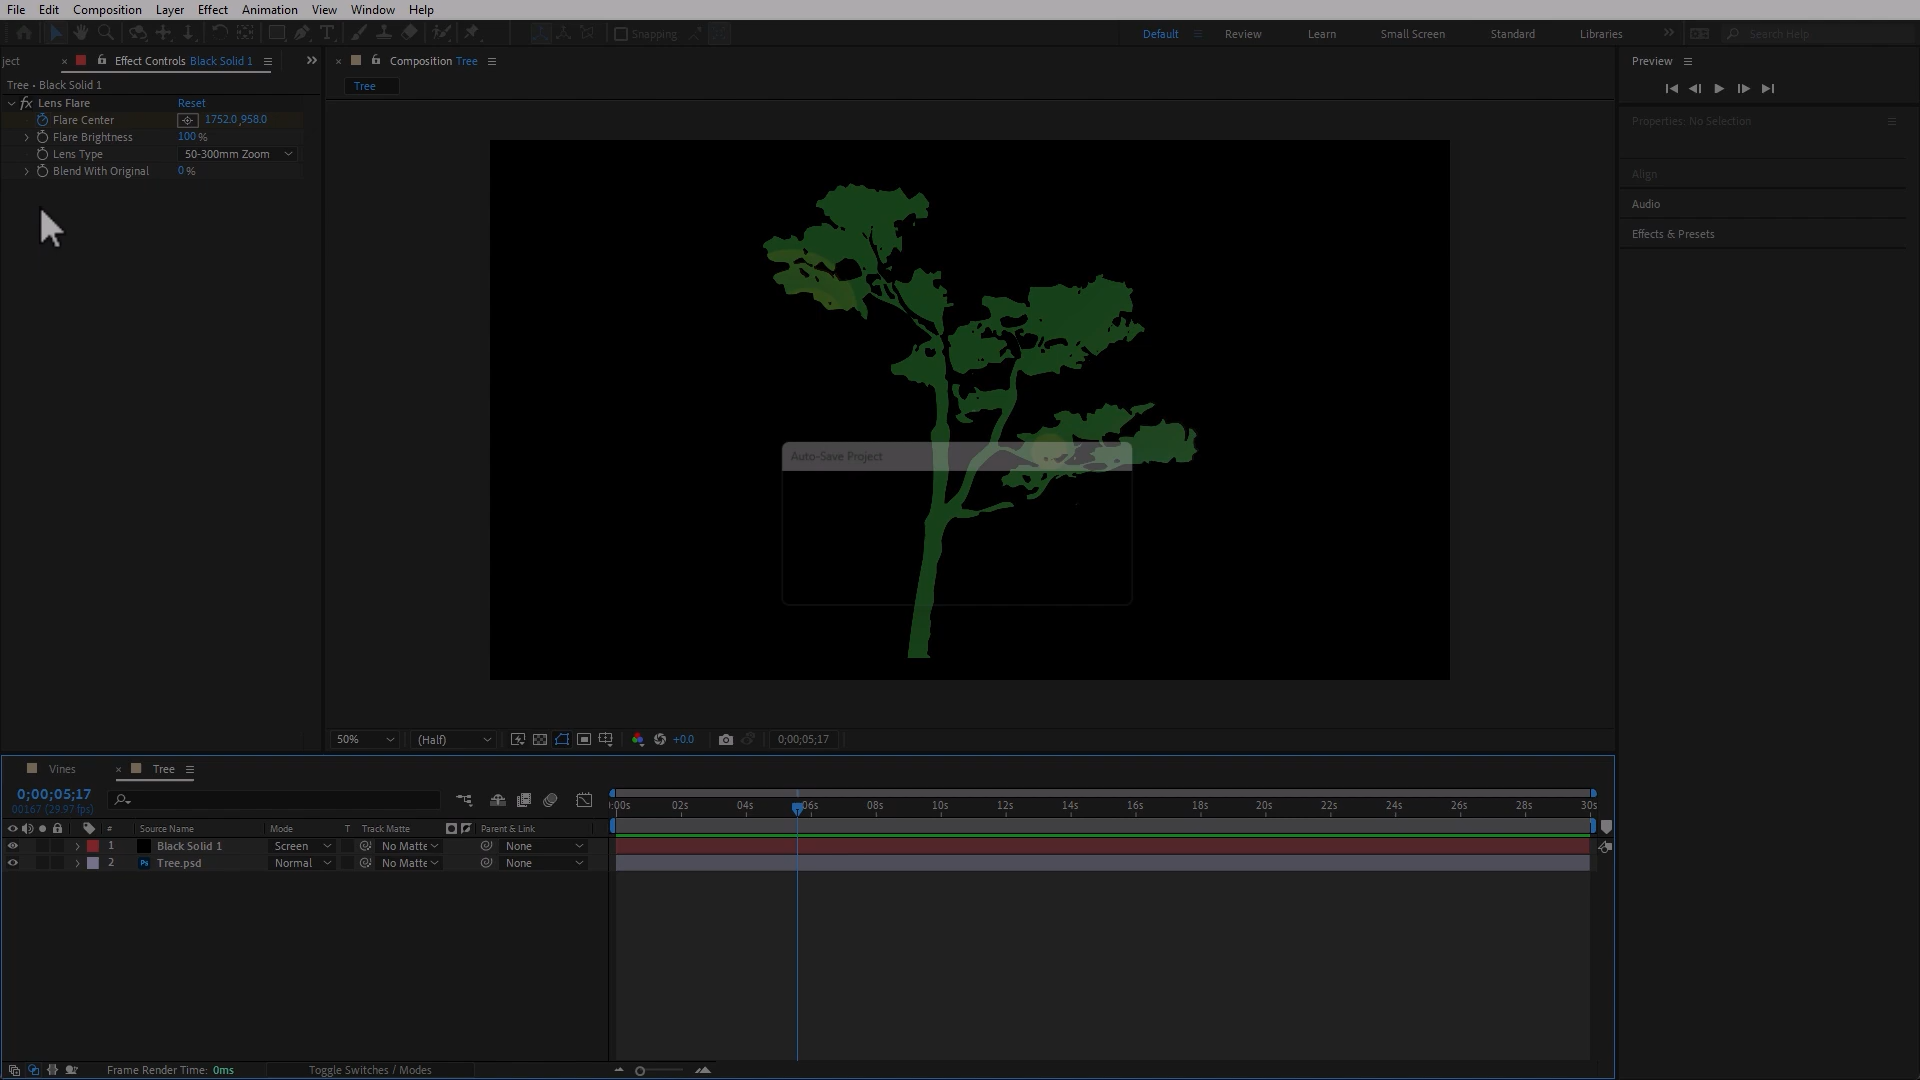 File Edit Composition Layer Effect Animation View Window Help
Snapping
Default Review Learn Small Screen Standard Libraries Search Help
ject Effect Controls Black Solid 1
Composition Tree
Preview
Tree • Black Solid 1
Tree
fx Lens Flare Reset
Flare Center 1752.0 ,958.0
Flare Brightness 100 %
Lens Type 50-300mm Zoom
Blend With Original 0 %
Properties: No Selection
Align
Audio
Effects & Presets
Auto-Save Project
50% (Half) +0.0 0;00;05;17
Vines Tree
0;00;05;17
00167 (29.97 fps)
:00s 02s 04s 06s 08s 10s 12s 14s 16s 18s 20s 22s 24s 26s 28s 30s
# Source Name Mode T Track Matte Parent & Link
1 Black Solid 1 Screen No Matte None
2 Ps Tree.psd Normal No Matte None
Frame Render Time: 0ms Toggle Switches / Modes